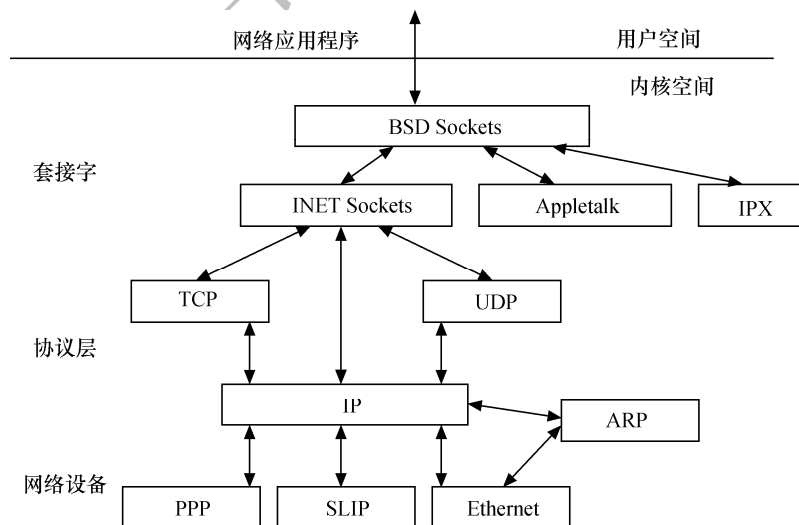 网络应用程序
用户空间
内核空间
BSD Sockets
套接字
INET Sockets
Appletalk
IPX
TCP
UDP
协议层
IP
ARP
网络设备
PPP
SLIP
Ethernet